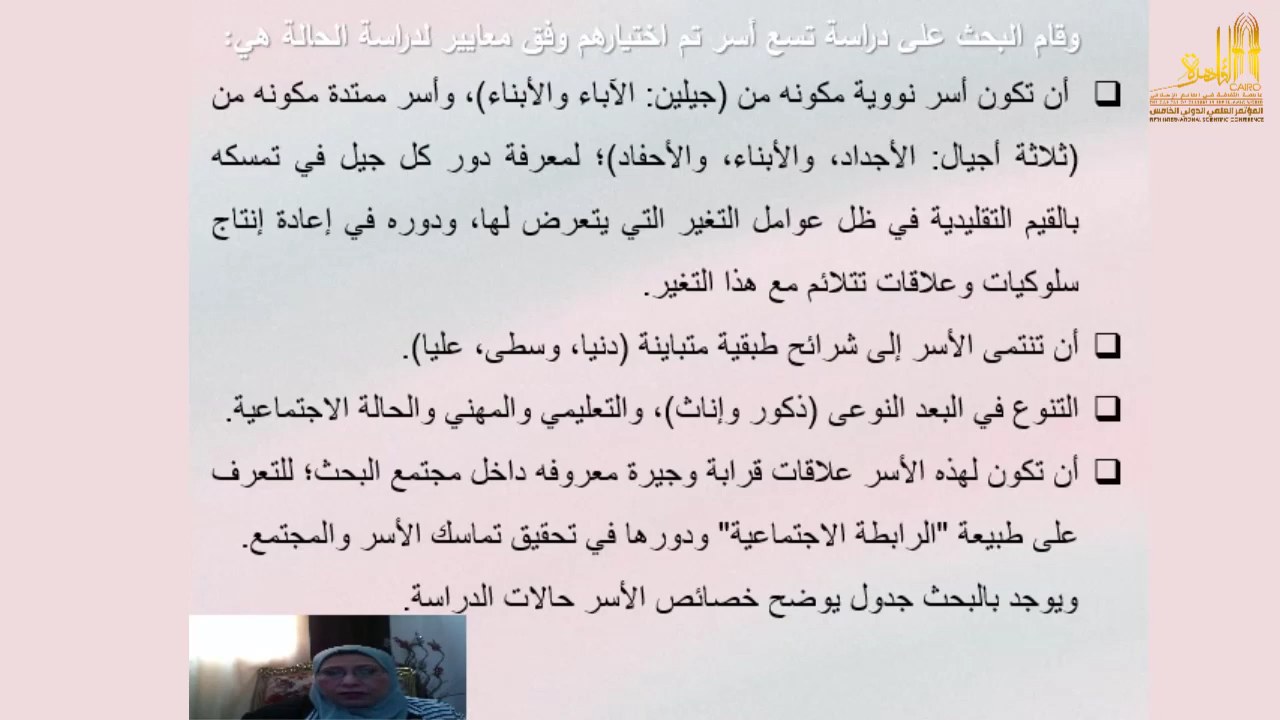 وقام البحث على دراسة تسع أسر تم اختيارهم وفق معايير لدراسة الحالة هي:
❑ أن تكون أسر نووية مكونه من (جيلين: الآباء والأبناء)، وأسر ممتدة مكونه من
(ثلاثة أجيال: الأجداد، والأبناء، والأحفاد)؛ لمعرفة دور كل جيل في تمسكه
بالقيم التقليدية في ظل عوامل التغير التي يتعرض لها، ودوره في إعادة إنتاج
سلوكيات وعلاقات تتلائم مع هذا التغير.
❑ أن تنتمى الأسر إلى شرائح طبقية متباينة (دنيا، وسطى، عليا).
❑ التنوع في البعد النوعى (ذكور وإناث)، والتعليمي والمهني والحالة الاجتماعية.
❑ أن تكون لهذه الأسر علاقات قرابة وجيرة معروفه داخل مجتمع البحث؛ للتعرف
على طبيعة "الرابطة الاجتماعية" ودورها في تحقيق تماسك الأسر والمجتمع.
ويوجد بالبحث جدول يوضح خصائص الأسر حالات الدراسة.
القاهرة
CAIRO
المؤتمر العلمي الدولي الخامس
FIFTH INTERNATIONAL SCIENTIFIC CONFERENCE